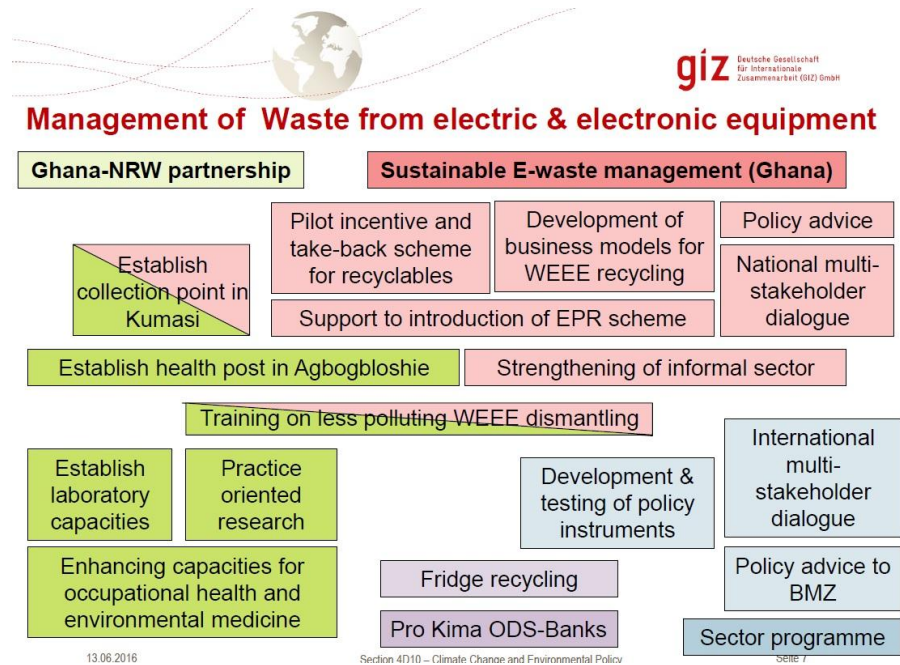 giz
Deutsche Gesellschaft
für Internationale
Zusammenarbeit (GIZ) GmbH
Management of Waste from electric & electronic equipment
Ghana-NRW partnership
Sustainable E-waste management (Ghana)
Pilot incentive and
take-back scheme
for recyclables
Development of
business models for
WEEE recycling
Policy advice
Establish
collection point in
Kumasi
National multi-
stakeholder
dialogue
Support to introduction of EPR scheme
Establish health post in Agbogbloshie
Strengthening of informal sector
Training on less polluting WEEE dismantling
Establish
laboratory
capacities
Practice
oriented
research
Development &
testing of policy
instruments
International
multi-
stakeholder
dialogue
Enhancing capacities for
occupational health and
environmental medicine
Fridge recycling
Policy advice to
BMZ
Pro Kima ODS-Banks
Sector programme
13.06.2016
Section 4D10 – Climate Change and Environmental Policy
Seite 7